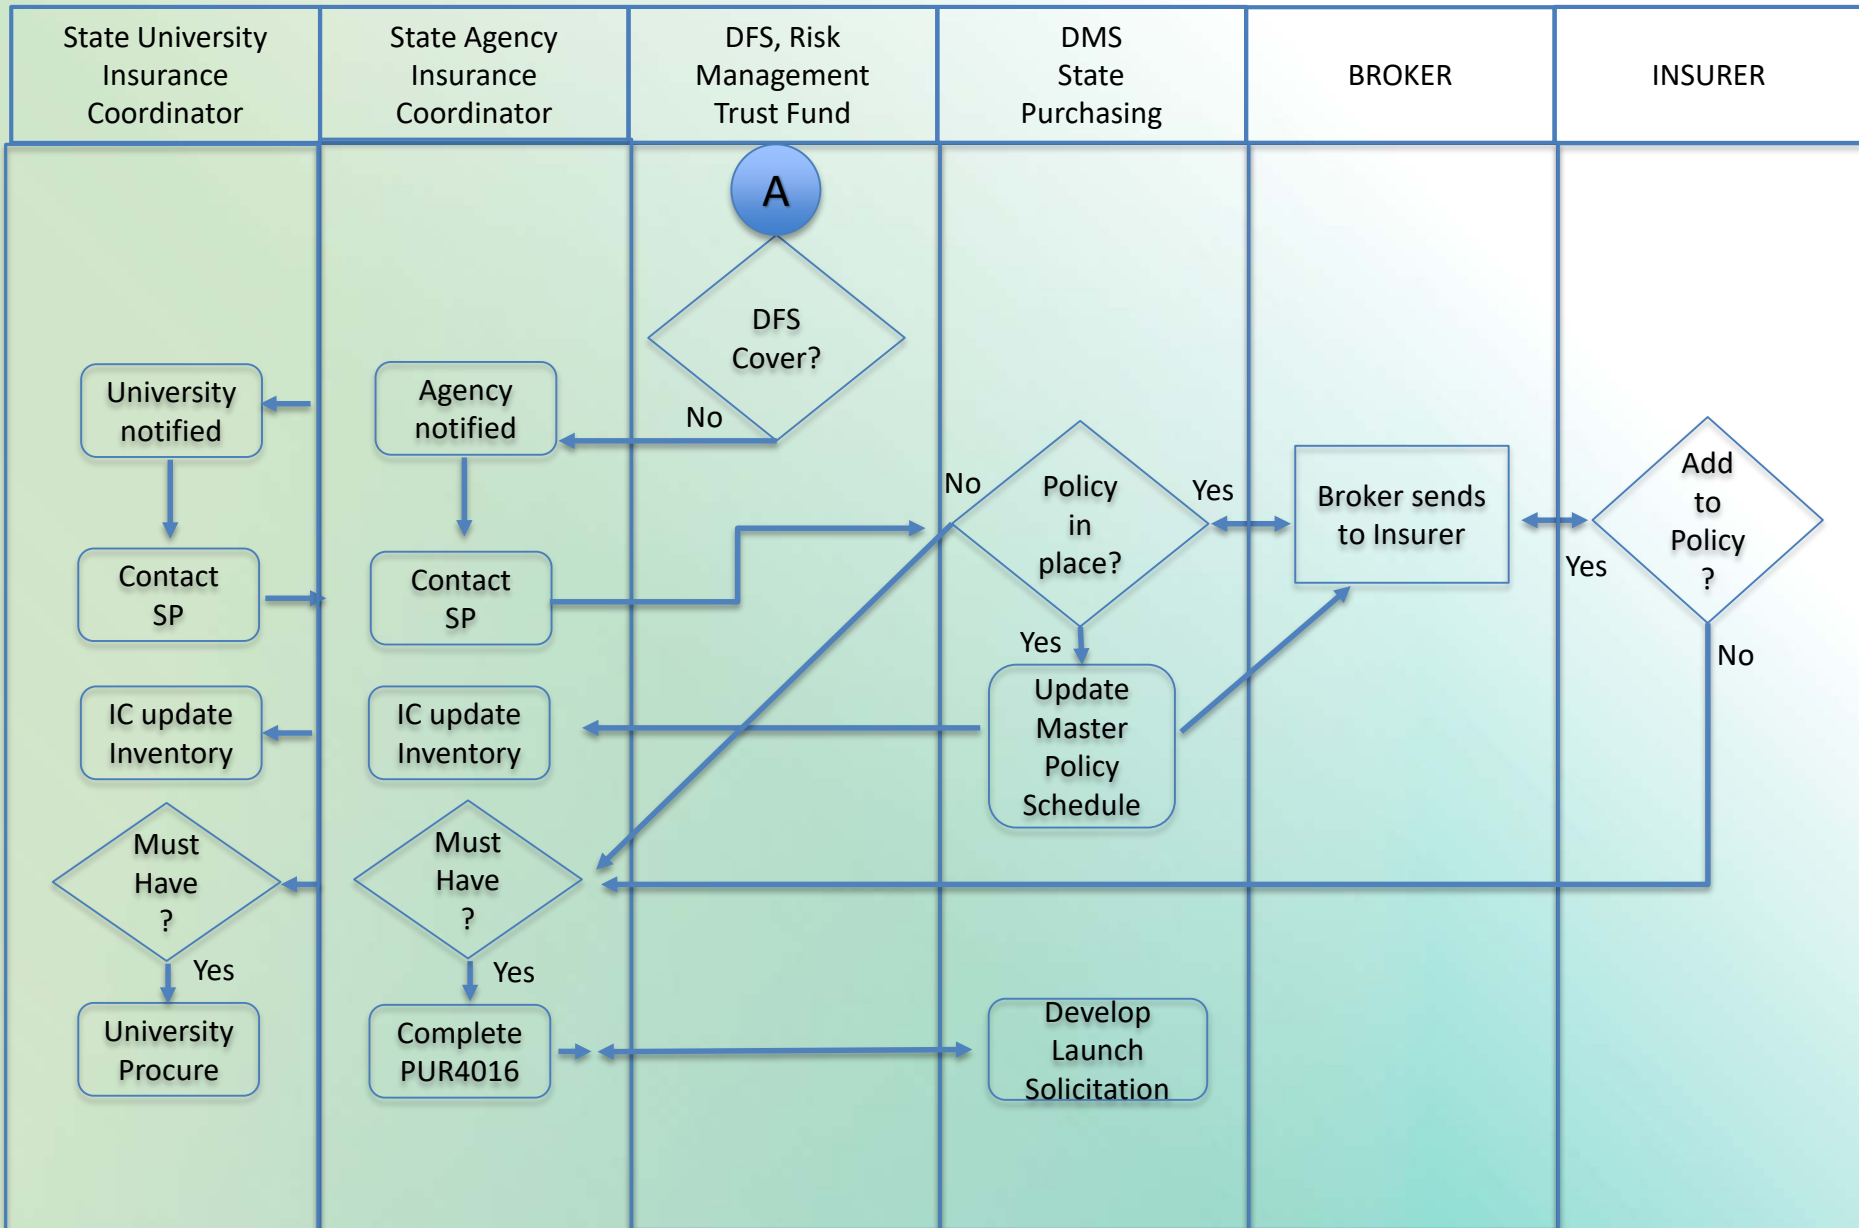 State University
Insurance
Coordinator
State Agency
Insurance
Coordinator
DFS, Risk
Management
Trust Fund
DMS
State
Purchasing
BROKER
INSURER
A
DFS
Cover?
No
University
notified
Agency
notified
No
Policy
in
place?
Yes
Broker sends
to Insurer
Add
to
Policy
?
Yes
No
Contact
SP
Contact
SP
Yes
Update
Master
Policy
Schedule
IC update
Inventory
IC update
Inventory
Must
Have
?
Must
Have
?
Yes
Yes
University
Procure
Complete
PUR4016
Develop
Launch
Solicitation